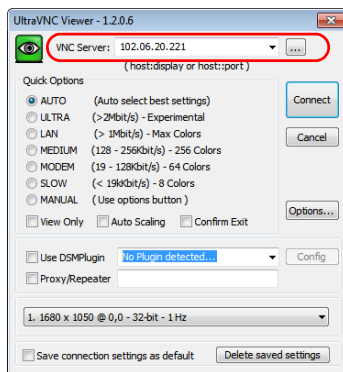 UltraVNC Viewer - 1.2.0.6
VNC Server: 102.06.20.221 ...
( host:display or host::port )
Quick Options
AUTO (Auto select best settings) Connect
ULTRA (>2Mbit/s) - Experimental
LAN (> 1Mbit/s) - Max Colors Cancel
MEDIUM (128 - 256Kbit/s) - 256 Colors
MODEM (19 - 128Kbit/s) - 64 Colors
SLOW (< 19kKbit/s) - 8 Colors
MANUAL ( Use options button )
View Only Auto Scaling Confirm Exit Options...
Use DSMPlugin No Plugin detected... Config
Proxy/Repeater
1. 1680 x 1050 @ 0,0 - 32-bit - 1 Hz
Save connection settings as default Delete saved settings